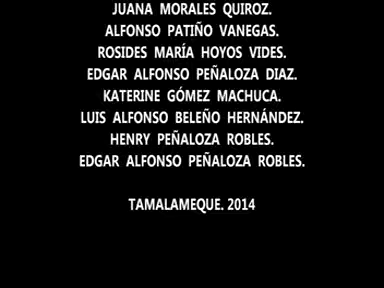 JUANA MORALES QUIROZ.
ALFONSO PATIÑO VANEGAS.
ROSIDES MARÍA HOYOS VIDES.
EDGAR ALFONSO PEÑALOZA DIAZ.
KATERINE GÓMEZ MACHUCA.
LUIS ALFONSO BELEÑO HERNÁNDEZ.
HENRY PEÑALOZA ROBLES.
EDGAR ALFONSO PEÑALOZA ROBLES.
TAMALAMEQUE. 2014